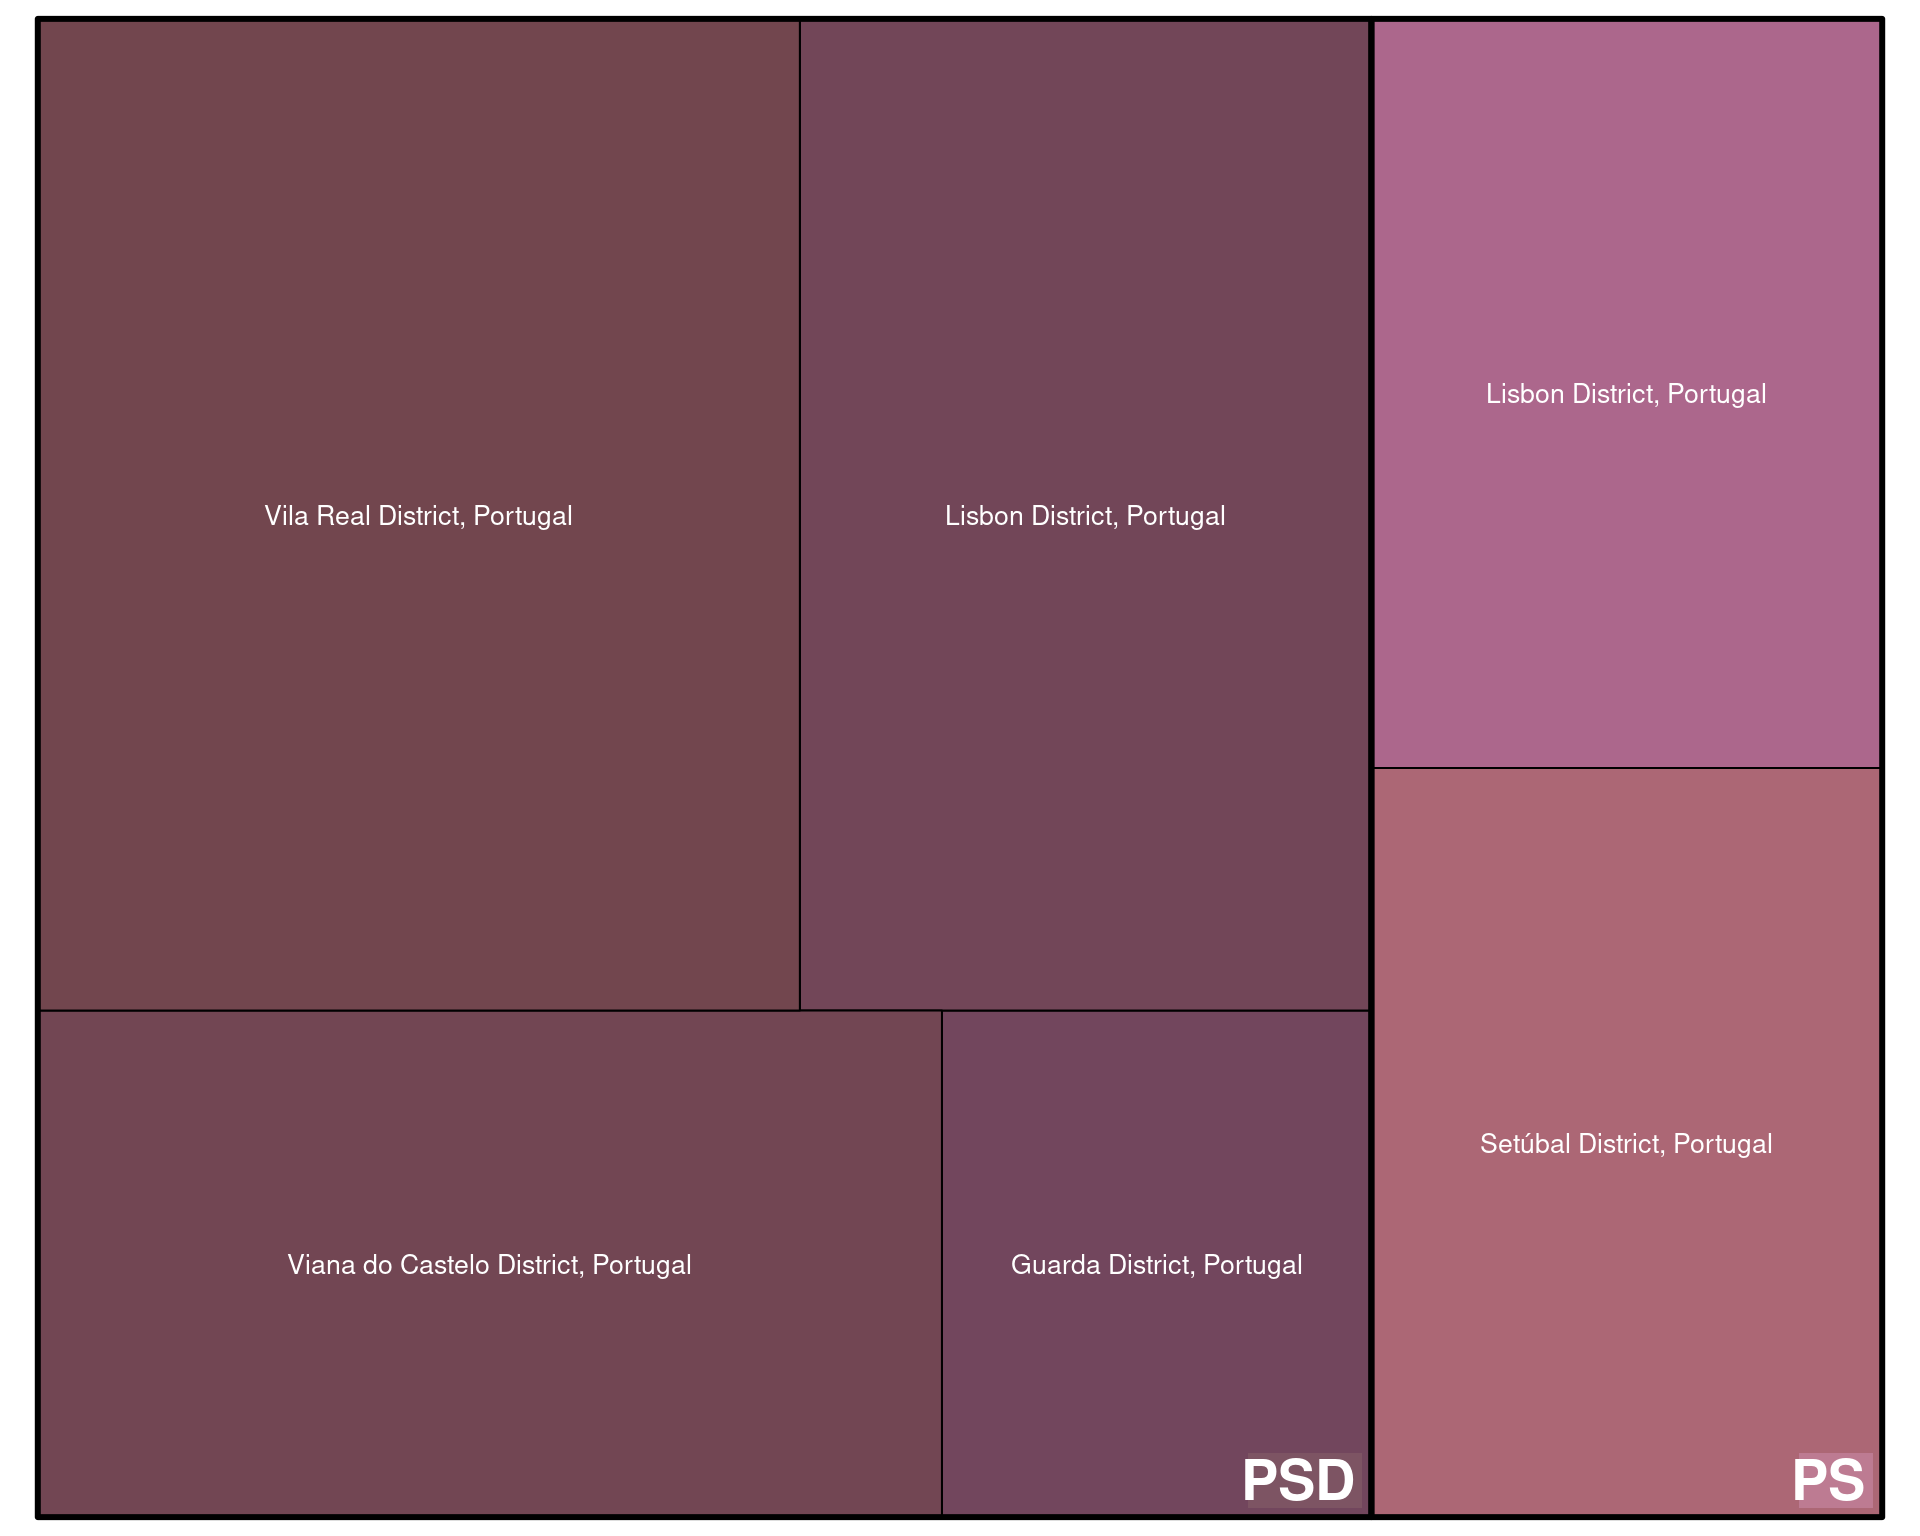 Vila Real District, Portugal
Lisbon District, Portugal
Viana do Castelo District, Portugal
Guarda District, Portugal
PSD
Lisbon District, Portugal
Setúbal District, Portugal
PS